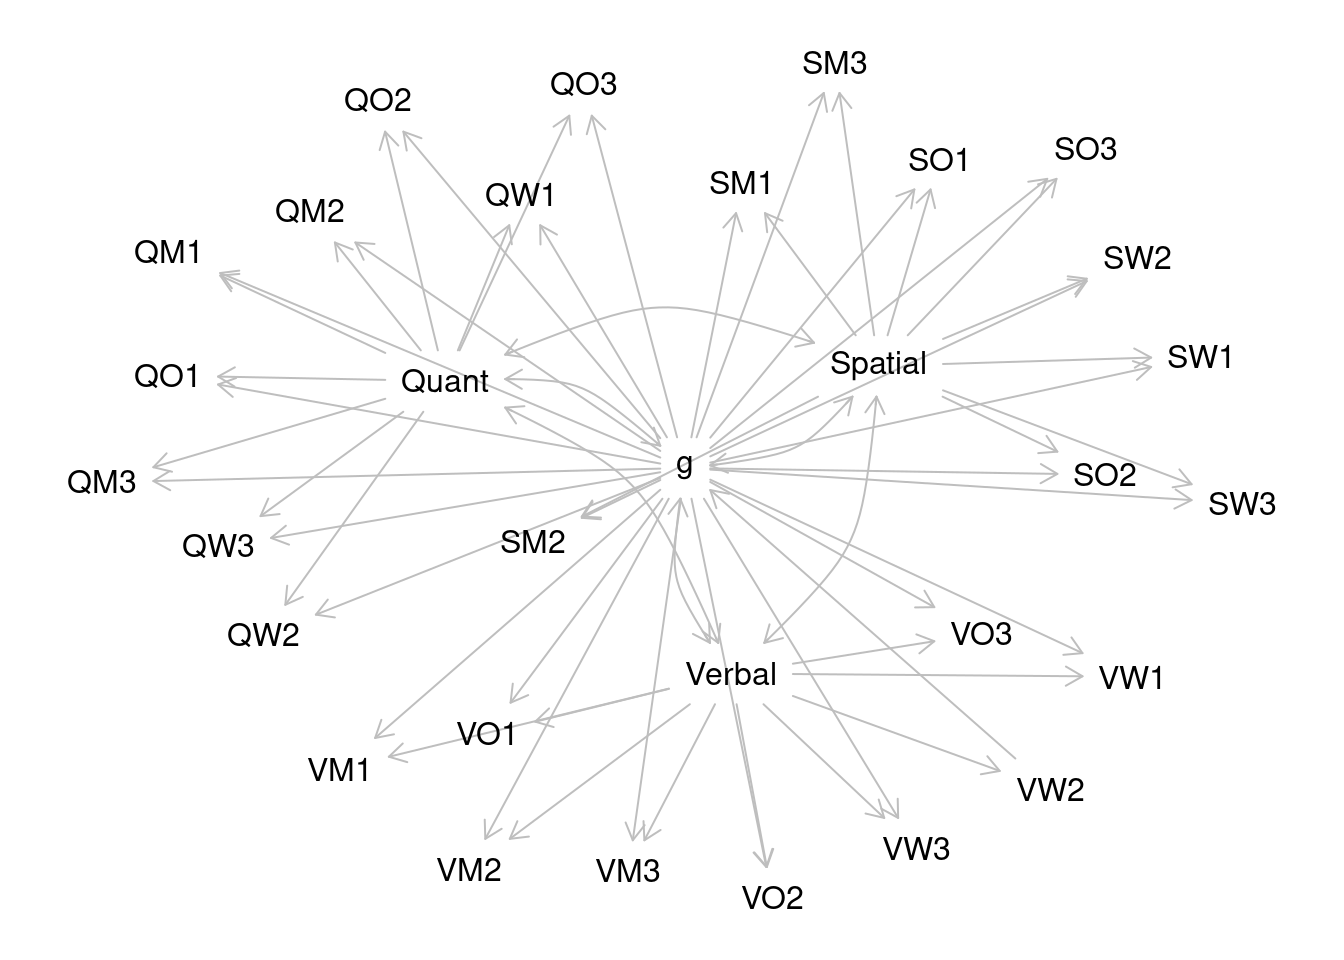 SM3
QO3
QO2
SO3
SO1
SM1
QW1
QM2
QM1
SW2
SW1
Spatial
QO1
Quant
g
SO2
QM3
SW3
SM2
QW3
VO3
QW2
Verbal
VW1
VO1
VM1
VW2
VW3
VM2
VM3
VO2